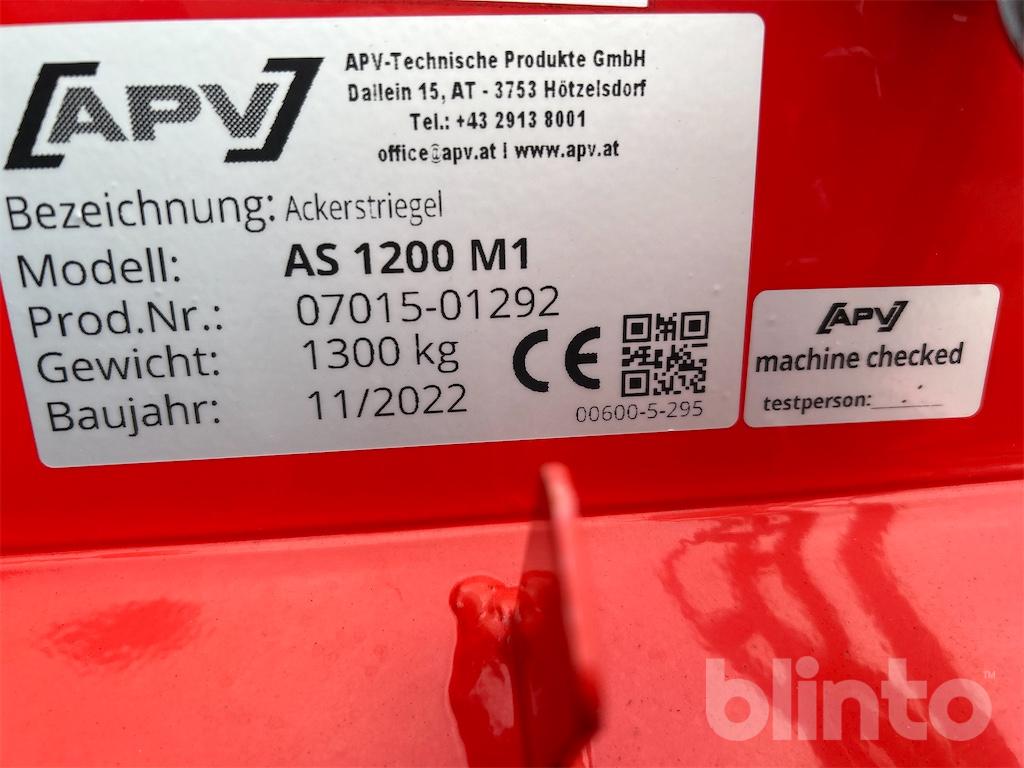 [APV]
APV-Technische Produkte GmbH
Dallein 15, AT - 3753 Hötzelsdorf
Tel.: +43 2913 8001
office@apv.at | www.apv.at
Bezeichnung: Ackerstriegel
Modell: AS 1200 M1
Prod.Nr.: 07015-01292
Gewicht: 1300 kg
Baujahr: 11/2022
CE
00600-5-295
[APV]
machine checked
testperson:
blinto™